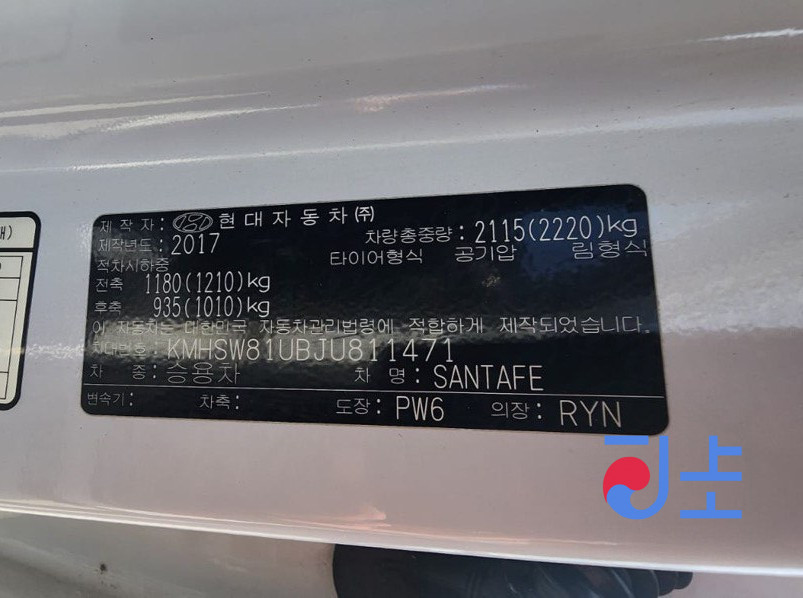 제 작 자 : 현대자동차(주)
제작년도 : 2017 차량총중량 : 2115(2220)kg
적차시하중 타이어형식 공기압 림형식
전축 1180(1210)kg
후축 935(1010)kg
이 자동차는 대한민국 자동차관리법령에 적합하게 제작되었습니다.
차대번호 : KMHSW81UBJU811471
차 종 : 승용차 차 명 : SANTAFE
변속기 : 차축 : 도장 : PW6 의장 : RYN